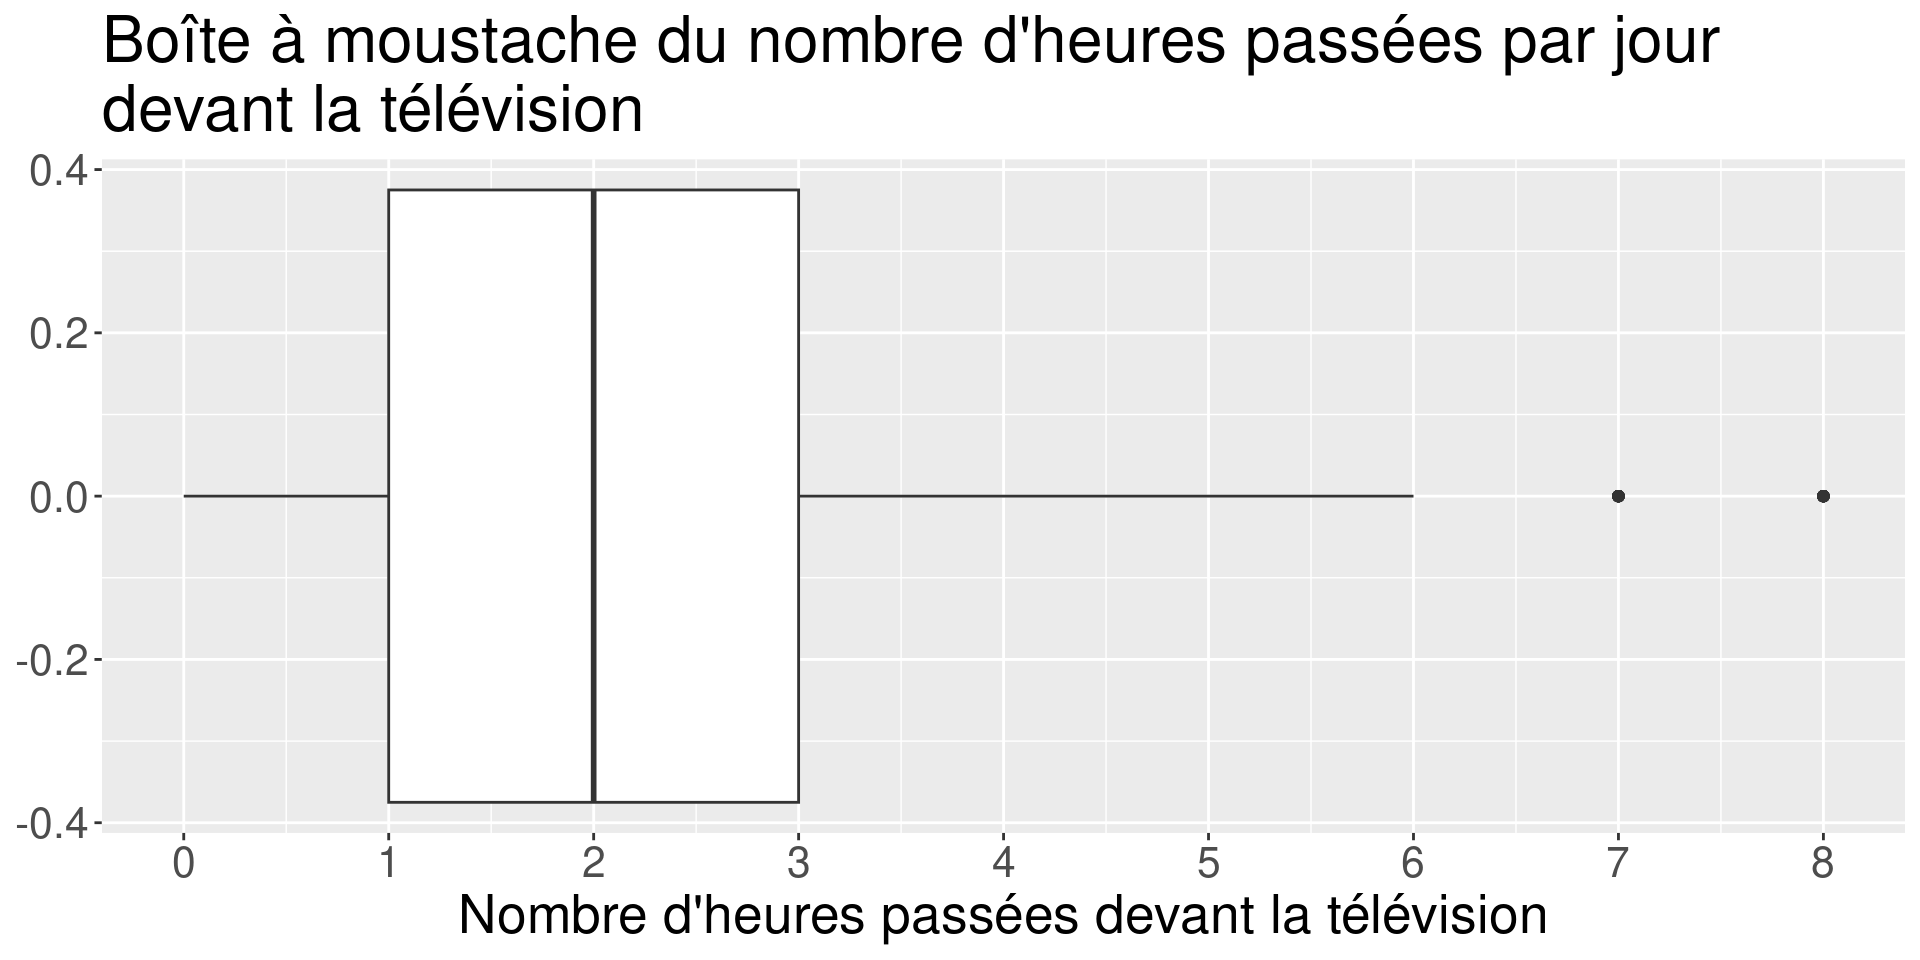 Boîte à moustache du nombre d'heures passées par jour
devant la télévision
0.4
0.2
0.0
-0.2
-0.4
0 1 2 3 4 5 6 7 8
Nombre d'heures passées devant la télévision